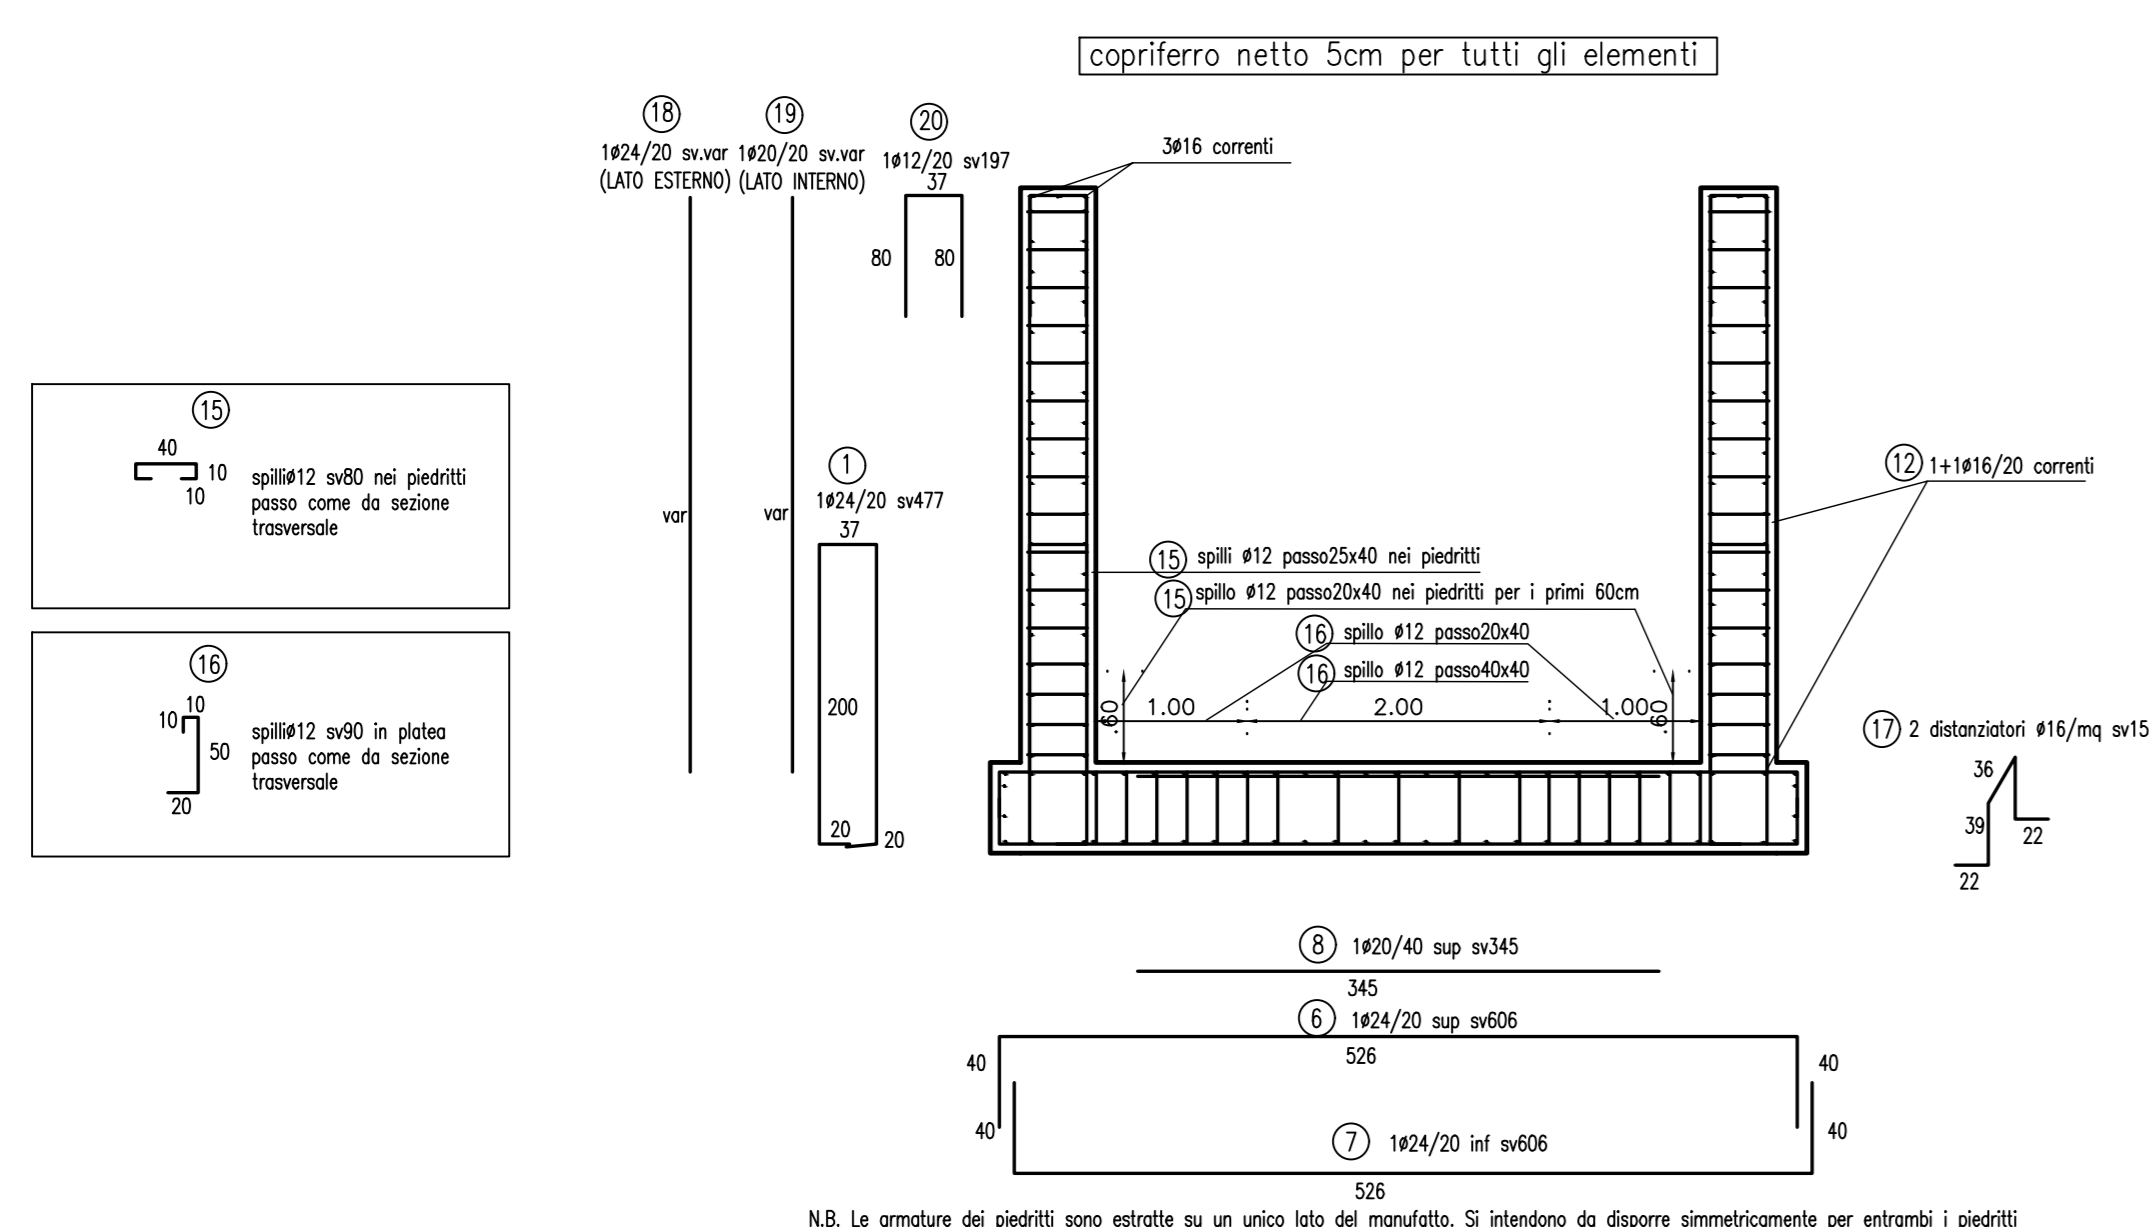 copriferro netto 5cm per tutti gli elementi
18
1ø24/20 sv.var
(LATO ESTERNO)
var
19
1ø20/20 sv.var
(LATO INTERNO)
var
20
1ø12/20 sv197
37
80
80
3ø16 correnti
15
40
10
10
spilliø12 sv80 nei piedritti
passo come da sezione
trasversale
16
10
10
50
20
spilliø12 sv90 in platea
passo come da sezione
trasversale
1
1ø24/20 sv477
37
200
20
20
12 1+1ø16/20 correnti
15 spilli ø12 passo25x40 nei piedritti
15 spillo ø12 passo20x40 nei piedritti per i primi 60cm
16 spillo ø12 passo20x40
16 spillo ø12 passo40x40
.60
1.00
2.00
1.00
.60
17 2 distanziatori ø16/mq sv15
36
39
22
22
8 1ø20/40 sup sv345
345
6 1ø24/20 sup sv606
40
526
40
40
7 1ø24/20 inf sv606
40
526
N.B. Le armature dei piedritti sono estratte su un unico lato del manufatto. Si intendono da disporre simmetricamente per entrambi i piedritti